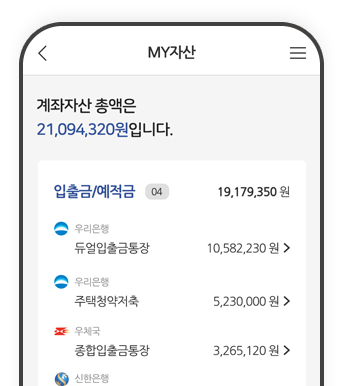 MY자산
계좌자산 총액은
21,094,320원입니다.
입출금/예적금 04 19,179,350 원
우리은행
듀얼입출금통장 10,582,230 원
우리은행
주택청약저축 5,230,000 원
우체국
종합입출금통장 3,265,120 원
신한은행